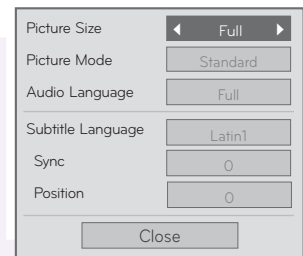 Picture Size Full
Picture Mode Standard
Audio Language Full
Subtitle Language Latin1
Sync 0
Position 0
Close